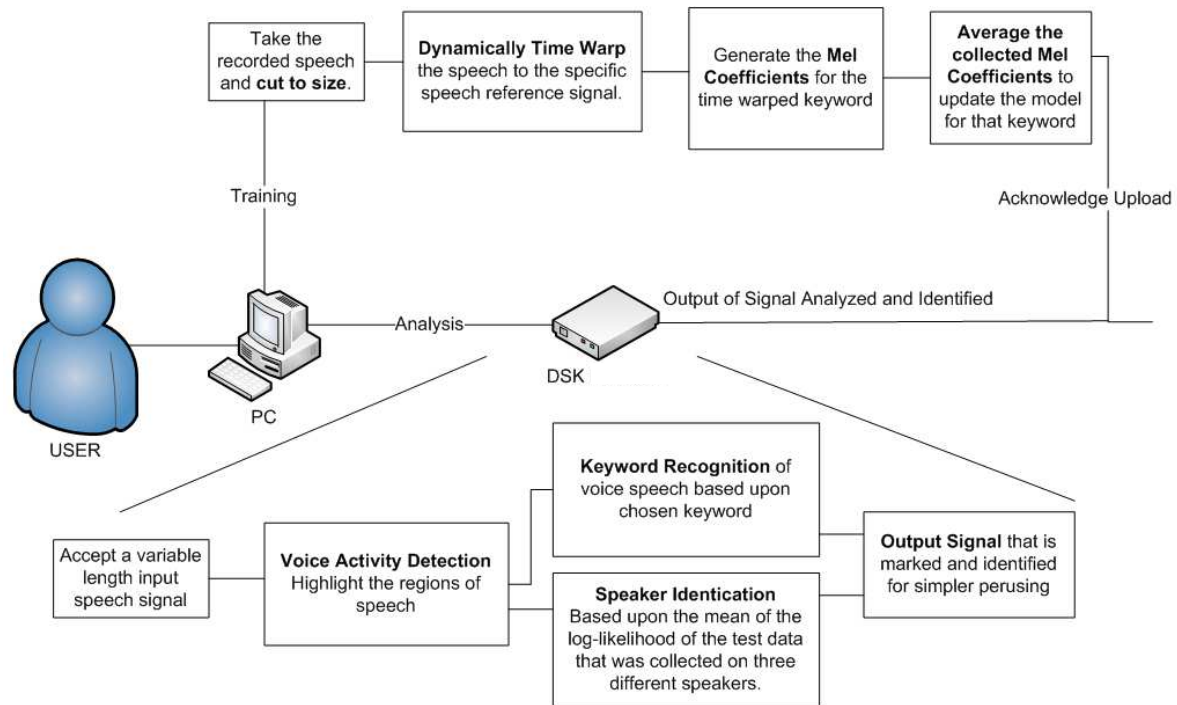 Take the
recorded speech
and cut to size.
Dynamically Time Warp
the speech to the specific
speech reference signal.
Generate the Mel
Coefficients for the
time warped keyword
Average the
collected Mel
Coefficients to
update the model
for that keyword
Training
Acknowledge Upload
Output of Signal Analyzed and Identified
Analysis
DSK
PC
USER
Keyword Recognition of
voice speech based upon
chosen keyword
Accept a variable
length input
speech signal
Voice Activity Detection
Highlight the regions of
speech
Output Signal that is
marked and identified
for simpler perusing
Speaker Identication
Based upon the mean of the
log-likelihood of the test data
that was collected on three
different speakers.